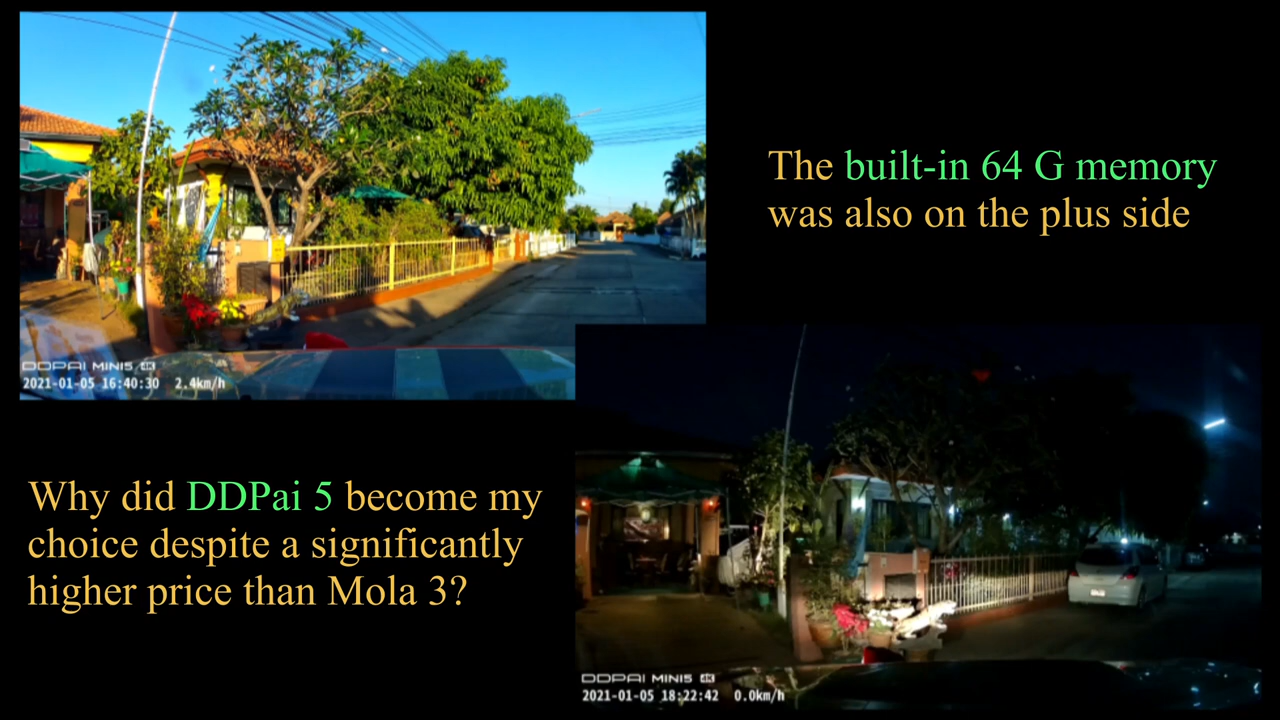 The built-in 64 G memory
was also on the plus side
DDPAI MINI5 4K
2021-01-05 16:40:30 2.4km/h
Why did DDPai 5 become my
choice despite a significantly
higher price than Mola 3?
DDPAI MINI5 4K
2021-01-05 18:22:42 0.0km/h